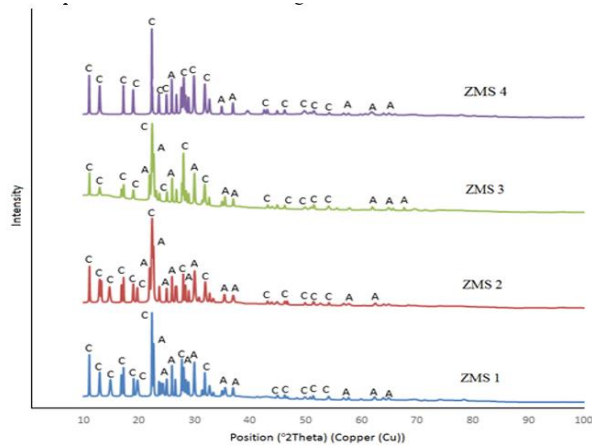 C
C C C C C A C C A A C C C C C A A A
ZMS 4
C
A
C C C C A C A C A C A A C C C C C A A A
ZMS 3
C
A
C C C C C A A C A A C A A C C C C C A A
ZMS 2
C
C C C C C A A C A A C A A C C C C C A A A
ZMS 1
Intensity
10 20 30 40 50 60 70 80 90 100
Position (°2Theta) (Copper (Cu))